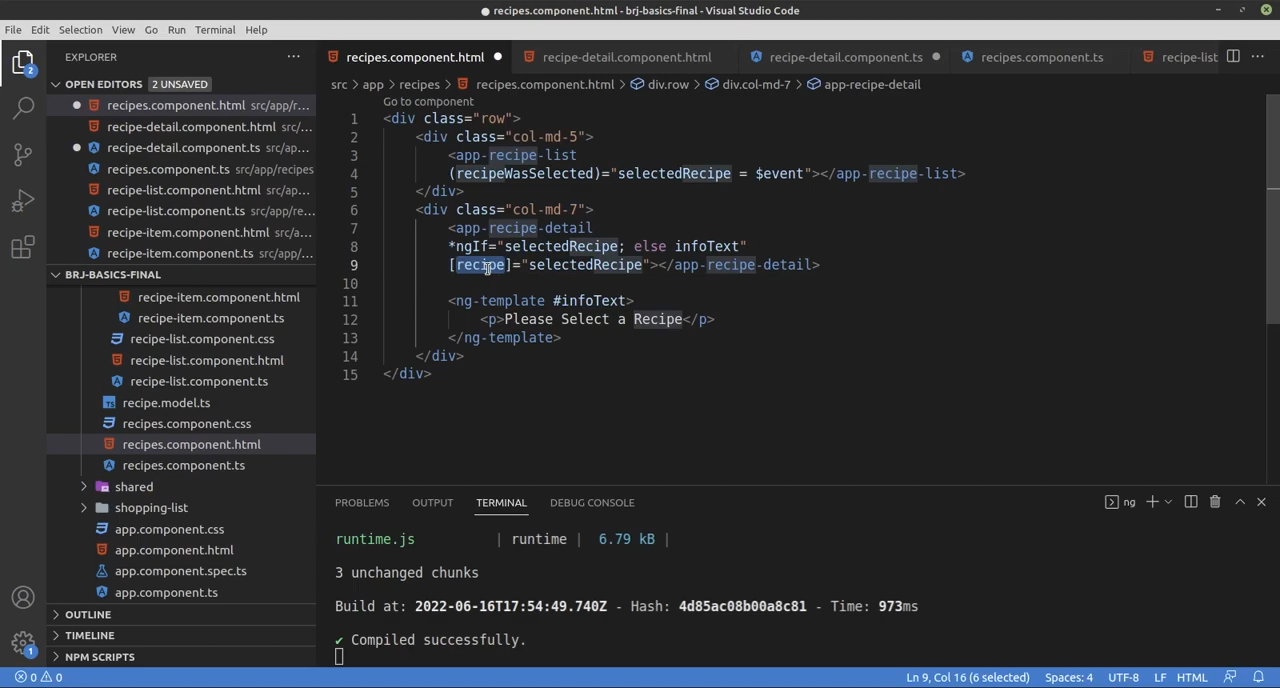 recipes.component.html - brj-basics-final - Visual Studio Code
File Edit Selection View Go Run Terminal Help
EXPLORER
OPEN EDITORS 2 UNSAVED
recipes.component.html src/app/r...
recipe-detail.component.html src/...
recipe-detail.component.ts src/ap...
recipes.component.ts src/app/recipes
recipe-list.component.html src/ap...
recipe-list.component.ts src/app/re...
recipe-item.component.html src/a...
recipe-item.component.ts src/app/...
BRJ-BASICS-FINAL
recipe-item.component.html
recipe-item.component.ts
recipe-list.component.css
recipe-list.component.html
recipe-list.component.ts
recipe.model.ts
recipes.component.css
recipes.component.html
recipes.component.ts
shared
shopping-list
app.component.css
app.component.html
app.component.spec.ts
app.component.ts
OUTLINE
TIMELINE
NPM SCRIPTS
2
1
recipes.component.html recipe-detail.component.html recipe-detail.component.ts recipes.component.ts recipe-list
src > app > recipes > recipes.component.html > div.row > div.col-md-7 > app-recipe-detail
Go to component
1 <div class="row">
2 <div class="col-md-5">
3 <app-recipe-list
4 (recipeWasSelected)="selectedRecipe = $event"></app-recipe-list>
5 </div>
6 <div class="col-md-7">
7 <app-recipe-detail
8 *ngIf="selectedRecipe; else infoText"
9 [recipe]="selectedRecipe"></app-recipe-detail>
10
11 <ng-template #infoText>
12 <p>Please Select a Recipe</p>
13 </ng-template>
14 </div>
15 </div>
PROBLEMS OUTPUT TERMINAL DEBUG CONSOLE ng
runtime.js | runtime | 6.79 kB |
3 unchanged chunks
Build at: 2022-06-16T17:54:49.740Z - Hash: 4d85ac08b00a8c81 - Time: 973ms
✔ Compiled successfully.
0 0 Ln 9, Col 16 (6 selected) Spaces: 4 UTF-8 LF HTML